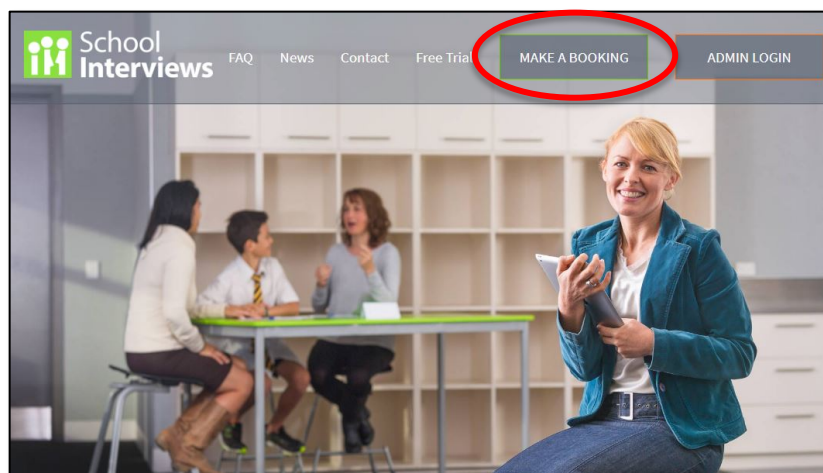 School
Interviews
FAQ News Contact Free Trial MAKE A BOOKING ADMIN LOGIN